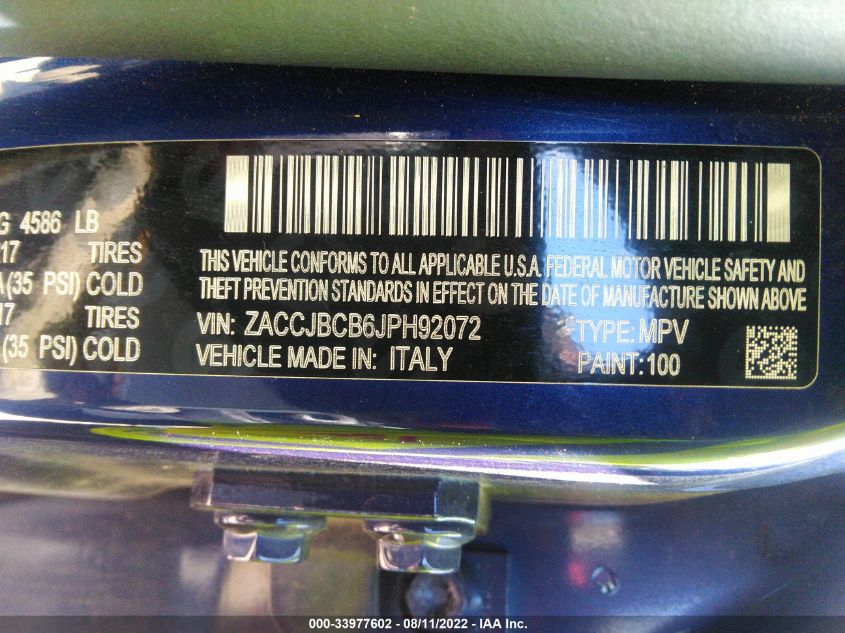 G 4586 LB
17 TIRES
A (35 PSI) COLD
17 TIRES
(35 PSI) COLD
THIS VEHICLE CONFORMS TO ALL APPLICABLE U.S.A. FEDERAL MOTOR VEHICLE SAFETY AND
THEFT PREVENTION STANDARDS IN EFFECT ON THE DATE OF MANUFACTURE SHOWN ABOVE
VIN: ZACCJBCB6JPH92072 TYPE: MPV
VEHICLE MADE IN: ITALY PAINT:100
000-33977602 - 08/11/2022 - IAA Inc.